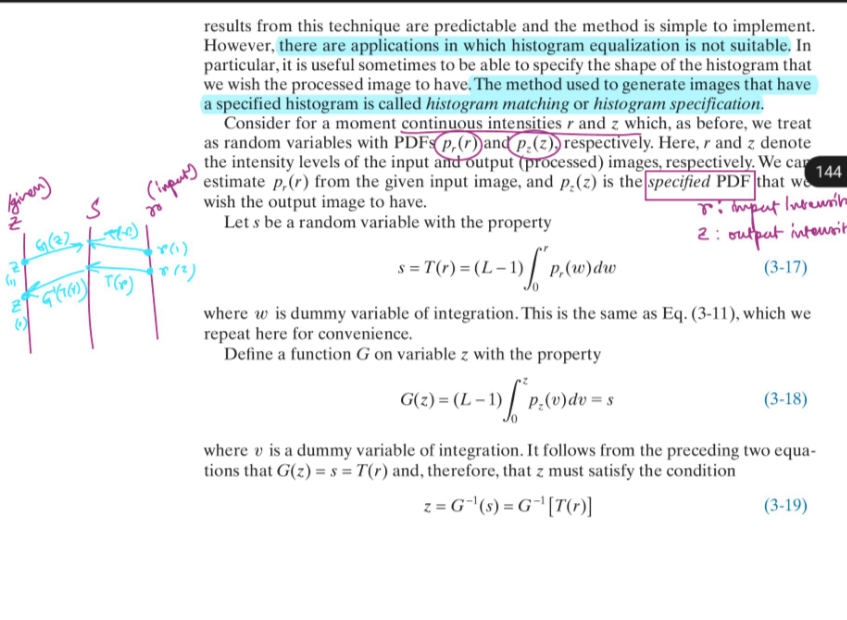 results from this technique are predictable and the method is simple to implement.
However, there are applications in which histogram equalization is not suitable. In
particular, it is useful sometimes to be able to specify the shape of the histogram that
we wish the processed image to have. The method used to generate images that have
a specified histogram is called histogram matching or histogram specification.
Consider for a moment continuous intensities r and z which, as before, we treat
as random variables with PDFs p_r(r) and p_z(z), respectively. Here, r and z denote
the intensity levels of the input and output (processed) images, respectively. We can
144
estimate p_r(r) from the given input image, and p_z(z) is the specified PDF that we
wish the output image to have.
r: input Intensity
z: output intensit
Let s be a random variable with the property
(given)
z
S
(input)
r
G(z)
T(r)
r(1)
z
(1)
r(2)
G⁻¹(T(r))
T(r)
z
s = T(r) = (L − 1) ∫₀^r p_r(w) dw (3-17)
where w is dummy variable of integration. This is the same as Eq. (3-11), which we
repeat here for convenience.
Define a function G on variable z with the property
G(z) = (L − 1) ∫₀^z p_z(v) dv = s (3-18)
where v is a dummy variable of integration. It follows from the preceding two equa-
tions that G(z) = s = T(r) and, therefore, that z must satisfy the condition
z = G⁻¹(s) = G⁻¹[T(r)] (3-19)